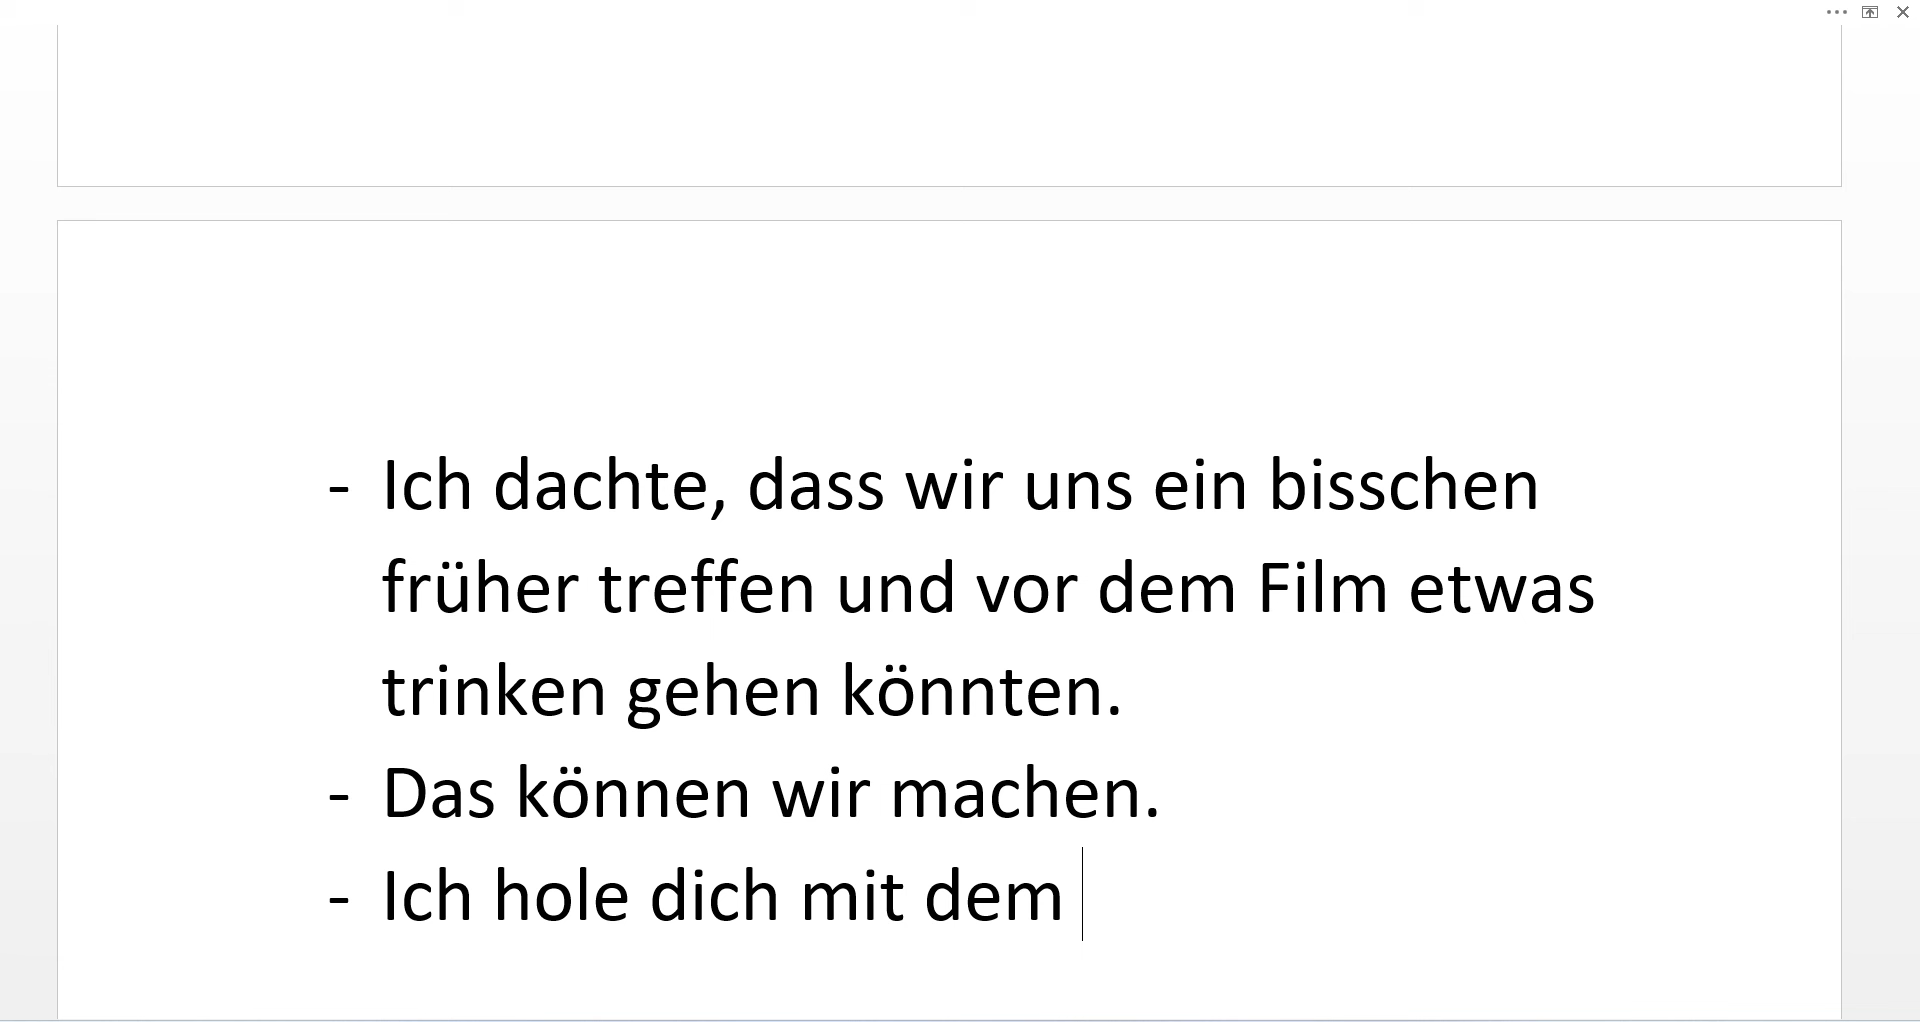 - Ich dachte, dass wir uns ein bisschen
früher treffen und vor dem Film etwas
trinken gehen könnten.
- Das können wir machen.
- Ich hole dich mit dem